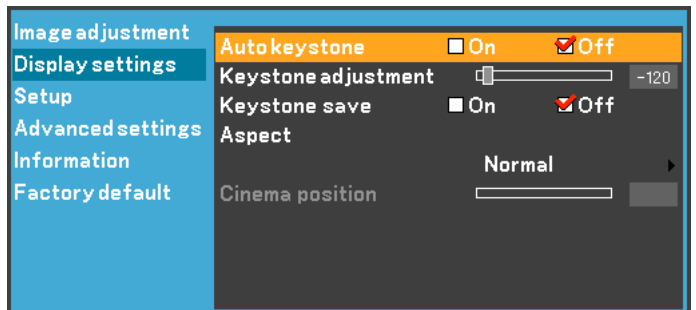 Image adjustment
Display settings
Setup
Advanced settings
Information
Factory default
Auto keystone On Off
Keystone adjustment -120
Keystone save On Off
Aspect
Normal
Cinema position